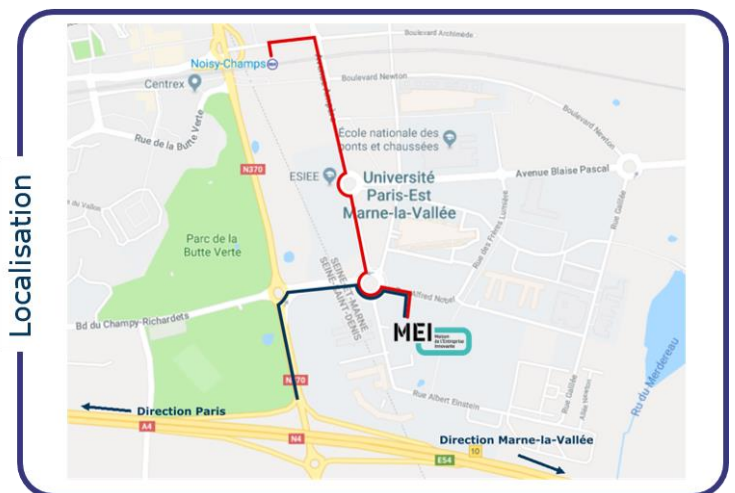 Localisation
Boulevard Archimède
Noisy-Champs
Centrex
Boulevard Newton
Rue de la Butte Verte
Boulevard Newton
École nationale des
ponts et chaussées
N370
ESIEE
Avenue Blaise Pascal
Université
Paris-Est
Marne-la-Vallée
Rue Galilée
Rue des Frères Lumière
Parc de la
Butte Verte
SEINE-ET-MARNE
SEINE-SAINT-DENIS
Alfred Nobel
Bd du Champy-Richardets
MEI
Maison
de l'Entreprise
Innovante
Ru du Merdereau
Rue Galilée
Rue Albert Einstein
Direction Paris
A4
N4
Direction Marne-la-Vallée
10
E54